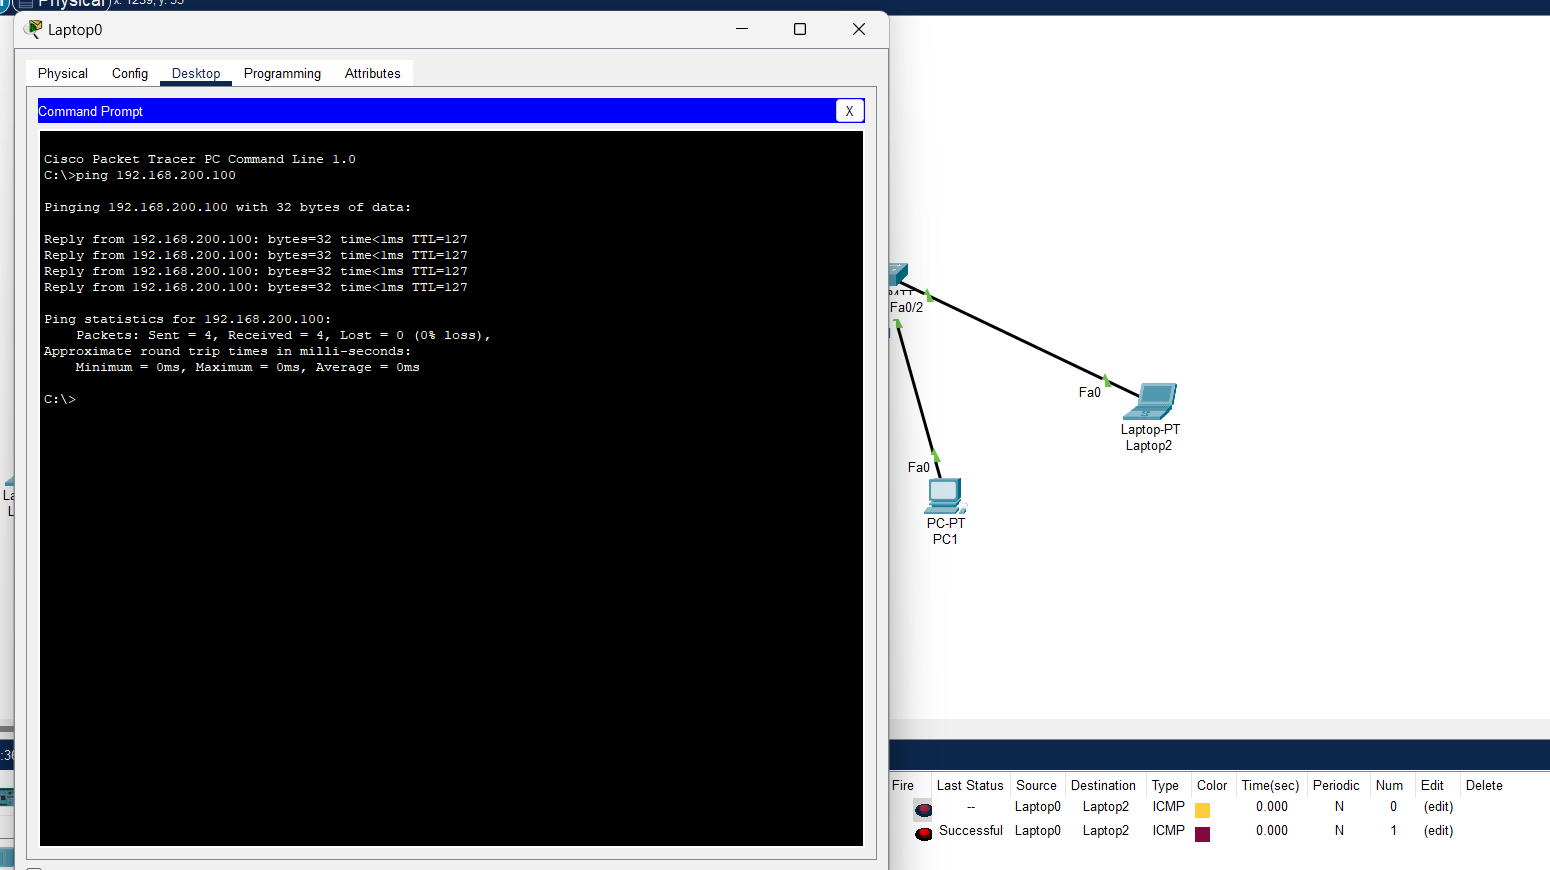 Physical x: 1259, y: 55
Laptop0
Physical Config Desktop Programming Attributes
Command Prompt X
Cisco Packet Tracer PC Command Line 1.0
C:\>ping 192.168.200.100
Pinging 192.168.200.100 with 32 bytes of data:
Reply from 192.168.200.100: bytes=32 time<1ms TTL=127
Reply from 192.168.200.100: bytes=32 time<1ms TTL=127
Reply from 192.168.200.100: bytes=32 time<1ms TTL=127
Reply from 192.168.200.100: bytes=32 time<1ms TTL=127
Ping statistics for 192.168.200.100:
Packets: Sent = 4, Received = 4, Lost = 0 (0% loss),
Approximate round trip times in milli-seconds:
Minimum = 0ms, Maximum = 0ms, Average = 0ms
C:\>
Fa0/2
Fa0
Laptop-PT
Laptop2
Fa0
PC-PT
PC1
Fire Last Status Source Destination Type Color Time(sec) Periodic Num Edit Delete
-- Laptop0 Laptop2 ICMP 0.000 N 0 (edit)
Successful Laptop0 Laptop2 ICMP 0.000 N 1 (edit)